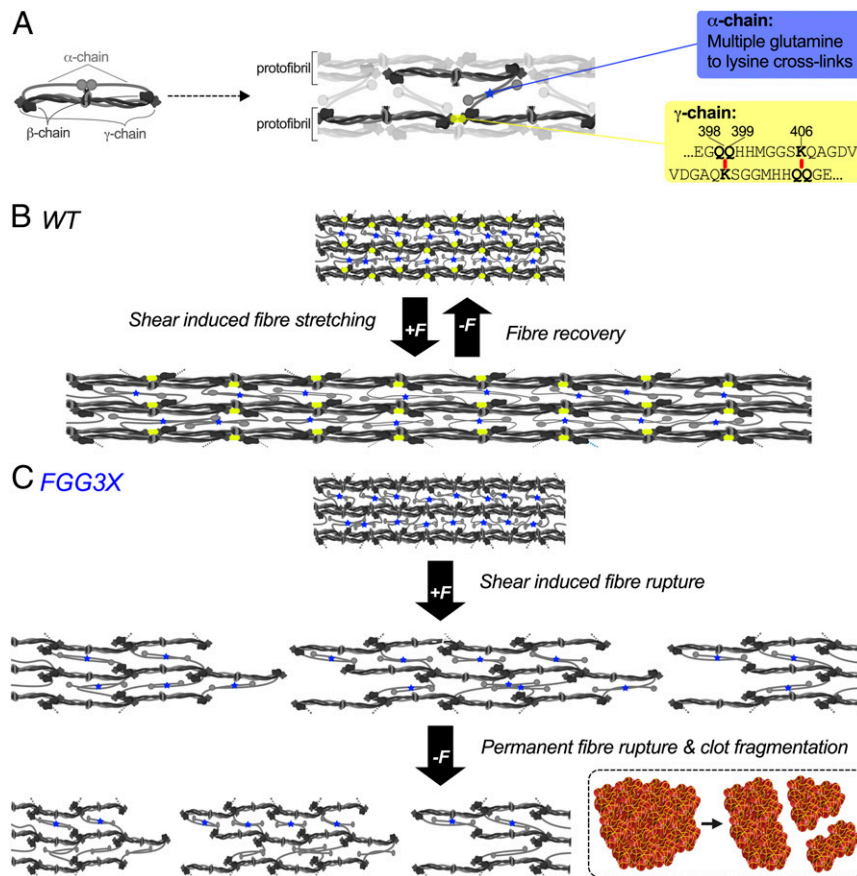 A
α-chain
β-chain
γ-chain
protofibril
protofibril
α-chain:
Multiple glutamine
to lysine cross-links
γ-chain:
398 399 406
...EGQQHHMGGSKQAGDV
VDGAQKSGGMHHQQGE...
B WT
Shear induced fibre stretching
+F
-F
Fibre recovery
C FGG3X
+F
Shear induced fibre rupture
-F
Permanent fibre rupture & clot fragmentation